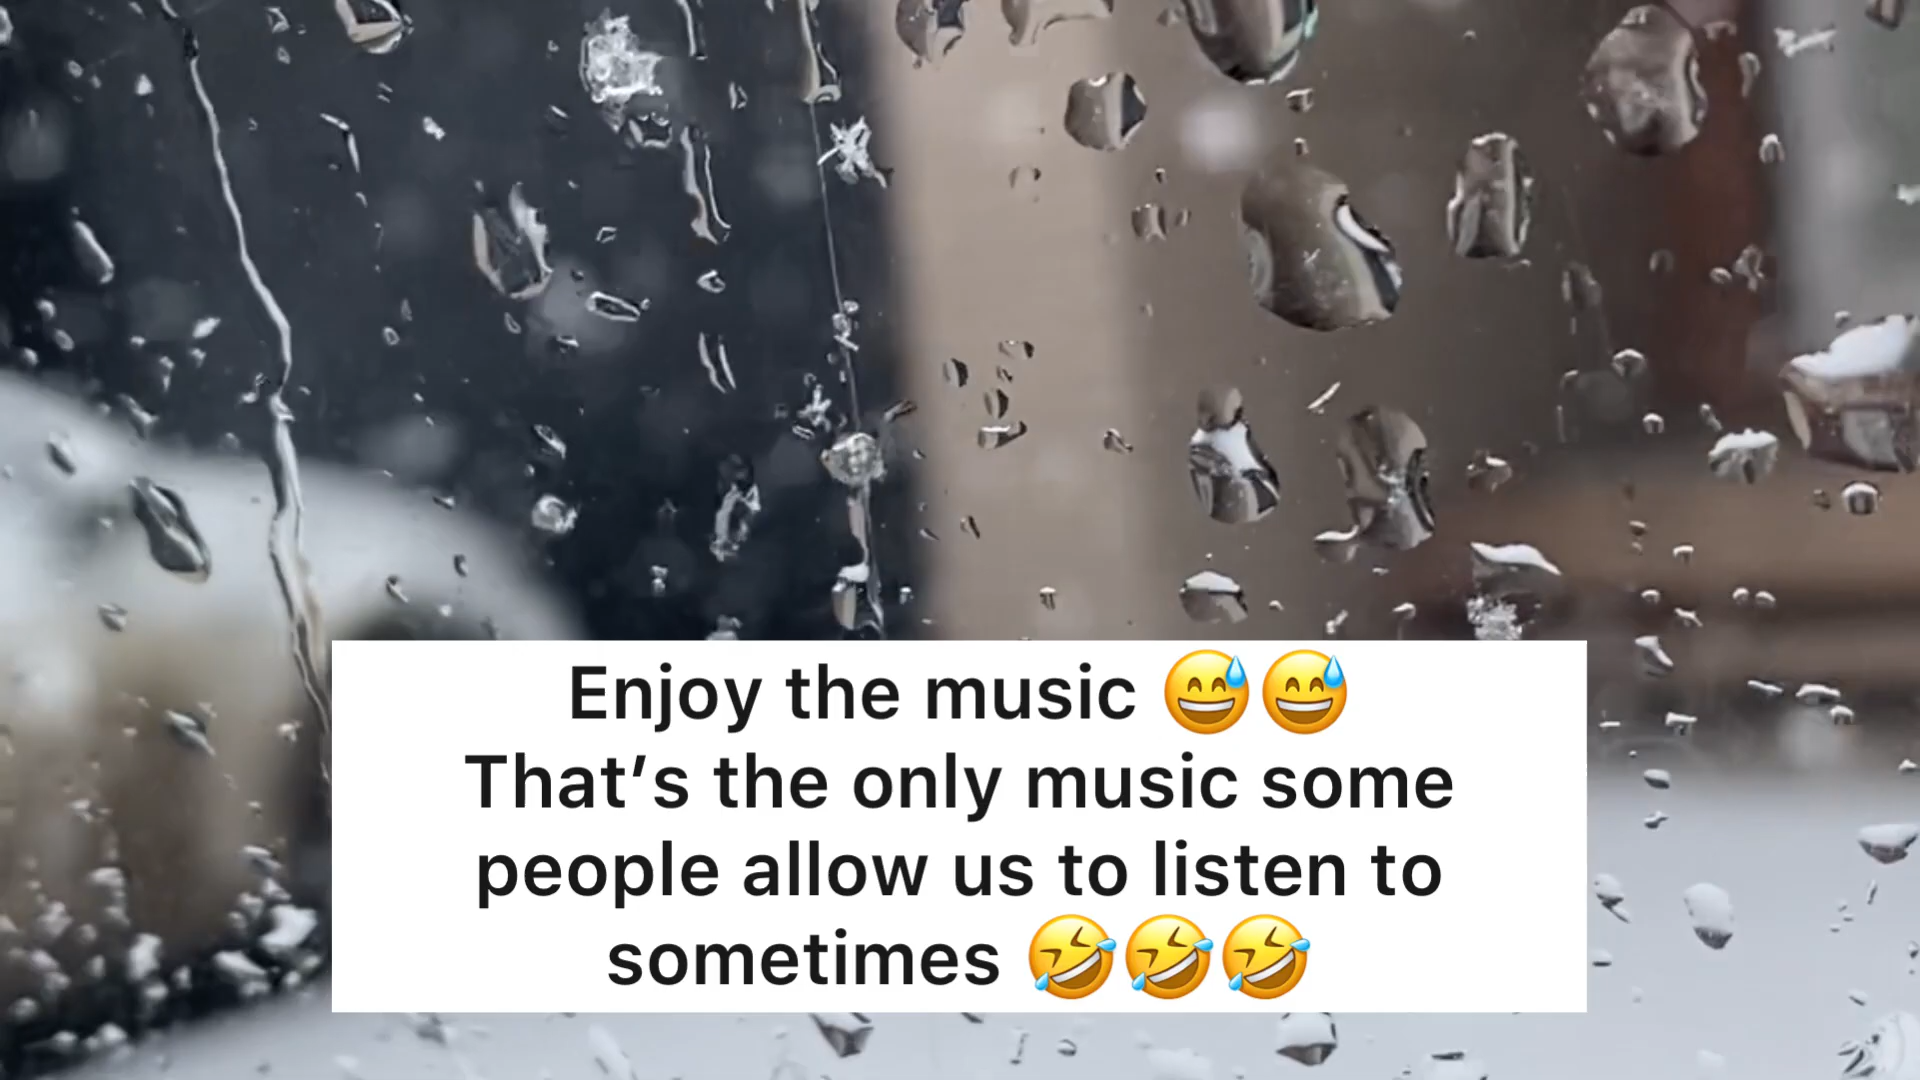 Enjoy the music 😅😅
That’s the only music some
people allow us to listen to
sometimes 🤣🤣🤣